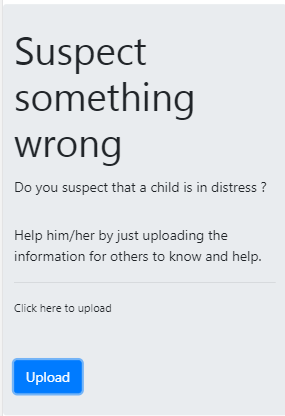 Suspect
something
wrong
Do you suspect that a child is in distress ?
Help him/her by just uploading the
information for others to know and help.
Click here to upload
Upload